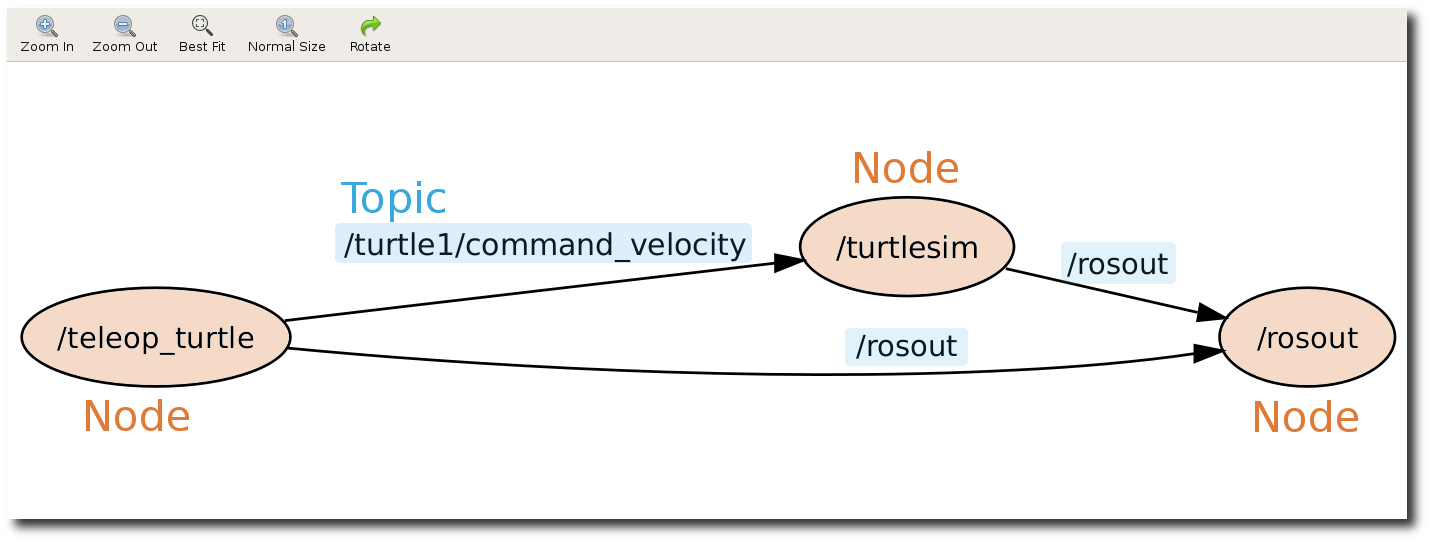 Zoom In
Zoom Out
Best Fit
Normal Size
Rotate
Node
Topic
/turtle1/command_velocity
/turtlesim
/rosout
/teleop_turtle
/rosout
/rosout
Node
Node